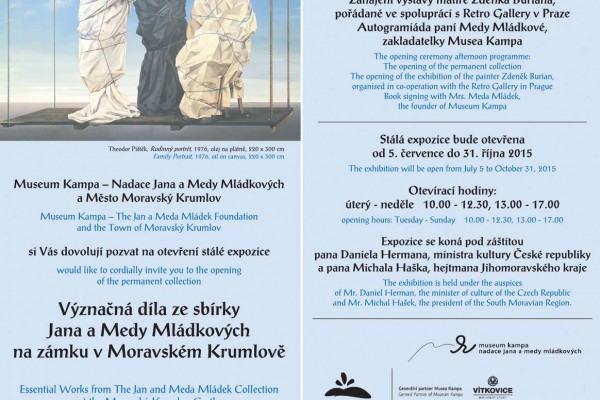 Theodor Pištěk, Rodinný portrét, 1976, olej na plátně, 220 x 300 cm
Family Portrait, 1976, oil on canvas, 220 x 300 cm
Museum Kampa – Nadace Jana a Medy Mládkových
a Město Moravský Krumlov
Museum Kampa – The Jan a Meda Mládek Foundation
and the Town of Moravský Krumlov
si Vás dovolují pozvat na otevření stálé expozice
would like to cordially invite you to the opening
of the permanent collection
Význačná díla ze sbírky
Jana a Medy Mládkových
na zámku v Moravském Krumlově
Essential Works from The Jan and Meda Mládek Collection
Zahájení výstavy malíře Zdeňka Buriana,
pořádané ve spolupráci s Retro Gallery v Praze
Autogramiáda paní Medy Mládkové,
zakladatelky Musea Kampa
The opening ceremony afternoon programme:
The opening of the permanent collection
The opening of the exhibition of the painter Zdeněk Burian,
organised in co-operation with the Retro Gallery in Prague
Book signing with Mrs. Meda Mládek,
the founder of Museum Kampa
Stálá expozice bude otevřena
od 5. července do 31. října 2015
The exhibition will be open from July 5 to October 31, 2015
Otevírací hodiny:
úterý - neděle 10.00 - 12.30, 13.00 - 17.00
opening hours: Tuesday - Sunday 10.00 - 12.30, 13.00 - 17.00
Expozice se koná pod záštitou
pana Daniela Hermana, ministra kultury České republiky
a pana Michala Haška, hejtmana Jihomoravského kraje
The exhibition is held under the auspices
of Mr. Daniel Herman, the minister of culture of the Czech Republic
and Mr. Michal Hašek, the president of the South Moravian Region.
museum kampa
nadace jana a medy mládkových
Generální partner Musea Kampa
General Partner of Museum Kampa
VÍTKOVICE